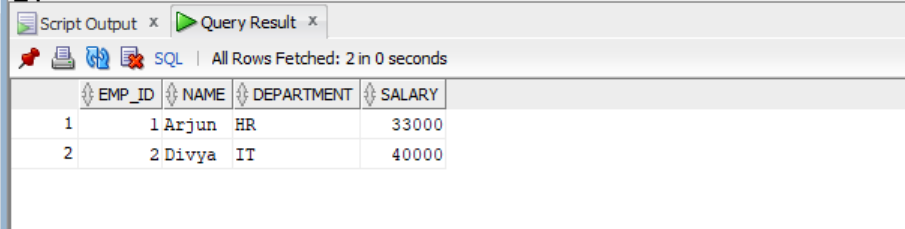 Script Output x Query Result x
SQL | All Rows Fetched: 2 in 0 seconds
EMP_ID NAME DEPARTMENT SALARY
1 1 Arjun HR 33000
2 2 Divya IT 40000